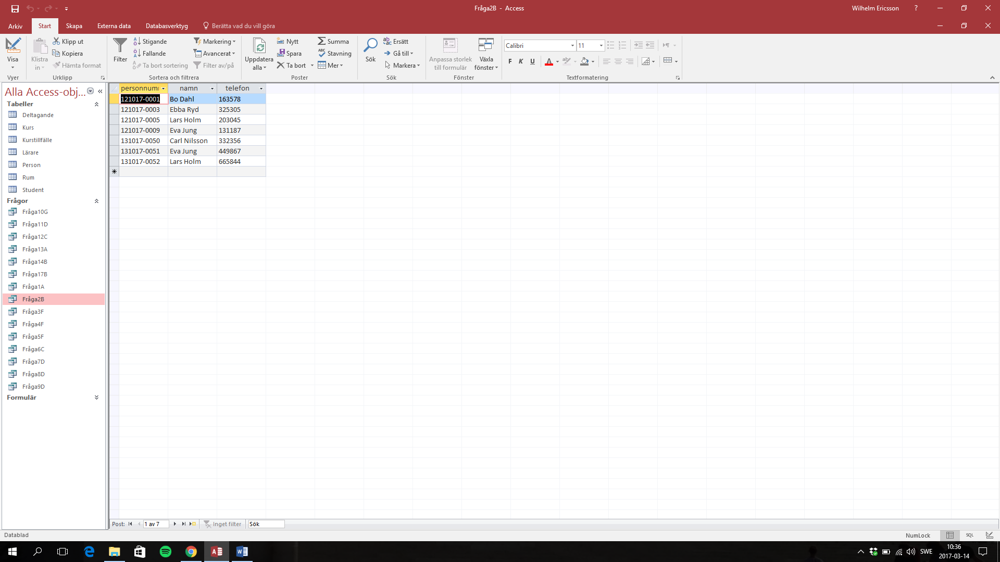 Fråga2B - Access
Wilhelm Ericsson
?
Arkiv Start Skapa Externa data Databasverktyg Berätta vad du vill göra
Visa
Vyer
Klistra in
Klipp ut
Kopiera
Hämta format
Urklipp
Filter
Stigande
Fallande
Ta bort sortering
Markering
Avancerat
Filter av/på
Sortera och filtrera
Uppdatera alla
Nytt
Spara
Ta bort
Summa
Stavning
Mer
Poster
Sök
Ersätt
Gå till
Markera
Sök
Anpassa storlek till formulär
Växla fönster
Fönster
Calibri 11
F K U
Textformatering
Alla Access-obj...
Tabeller
Deltagande
Kurs
Kurstillfälle
Lärare
Person
Rum
Student
Frågor
Fråga10G
Fråga11D
Fråga12C
Fråga13A
Fråga14B
Fråga17B
Fråga1A
Fråga2B
Fråga3F
Fråga4F
Fråga5F
Fråga6C
Fråga7D
Fråga8D
Fråga9D
Formulär
personnum namn telefon
121017-0001 Bo Dahl 163578
121017-0003 Ebba Ryd 325305
121017-0005 Lars Holm 203045
121017-0009 Eva Jung 131187
131017-0050 Carl Nilsson 332356
131017-0051 Eva Jung 449867
131017-0052 Lars Holm 665844
Post: 1 av 7 Inget filter Sök
Datablad
NumLock
SQL
SWE
10:36
2017-03-14